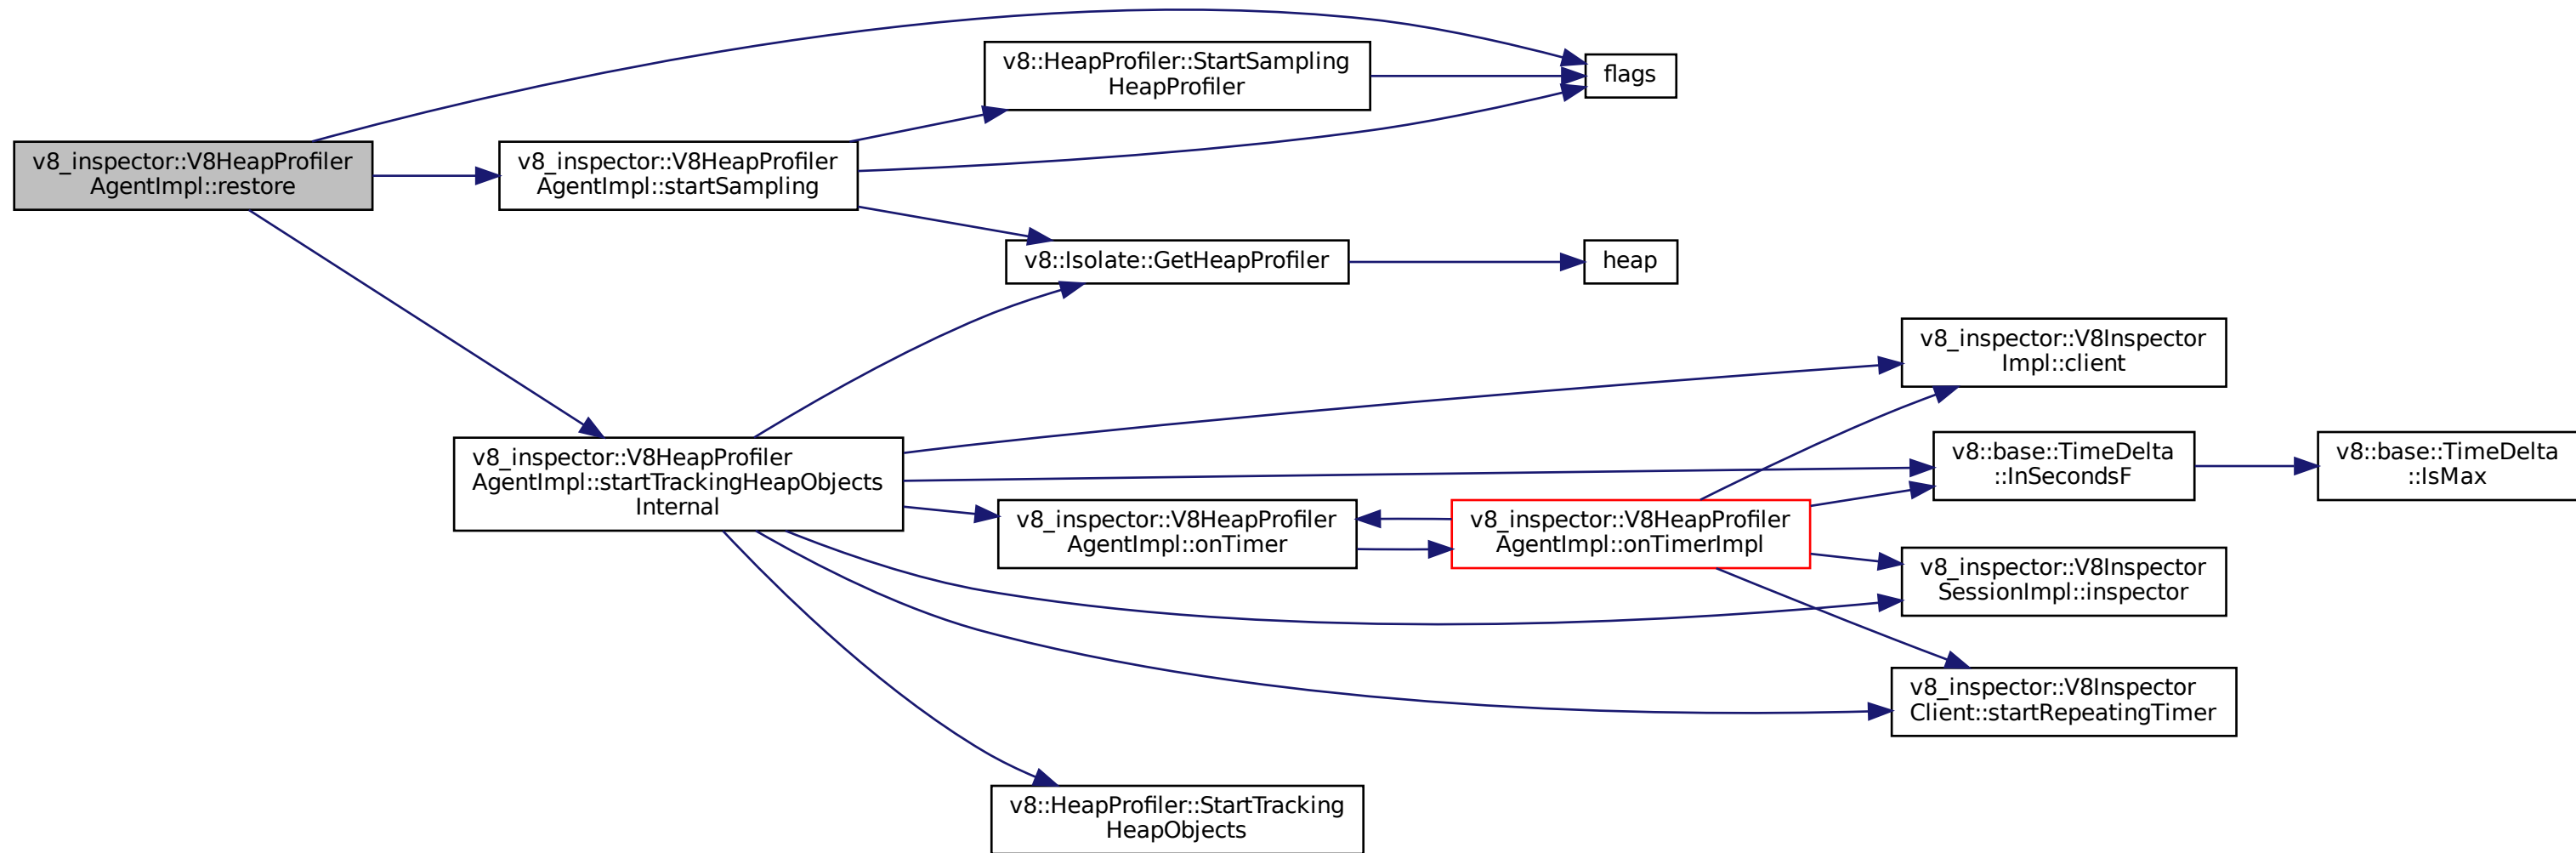 v8_inspector::V8HeapProfiler
AgentImpl::restore
v8_inspector::V8HeapProfiler
AgentImpl::startSampling
v8::HeapProfiler::StartSampling
HeapProfiler
flags
v8::Isolate::GetHeapProfiler
heap
v8_inspector::V8HeapProfiler
AgentImpl::startTrackingHeapObjects
Internal
v8_inspector::V8HeapProfiler
AgentImpl::onTimer
v8_inspector::V8HeapProfiler
AgentImpl::onTimerImpl
v8_inspector::V8Inspector
Impl::client
v8::base::TimeDelta
::InSecondsF
v8::base::TimeDelta
::IsMax
v8_inspector::V8Inspector
SessionImpl::inspector
v8_inspector::V8Inspector
Client::startRepeatingTimer
v8::HeapProfiler::StartTracking
HeapObjects